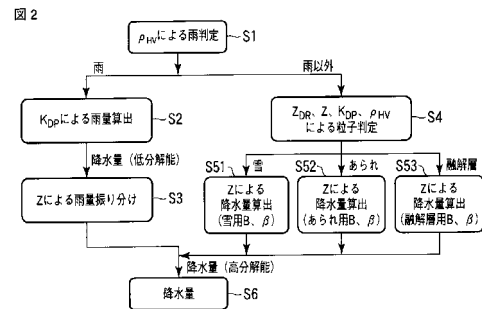 図2
ρHVによる雨判定
S1
雨
雨以外
KDPによる雨量算出
S2
ZDR、Z、KDP、ρHV
による粒子判定
S4
降水量（低分解能）
Zによる雨量振り分け
S3
S51
雪
S52
あられ
S53
融解層
Zによる
降水量算出
(雪用B、β)
Zによる
降水量算出
(あられ用B、β)
Zによる
降水量算出
(融解層用B、β)
降水量（高分解能）
降水量
S6